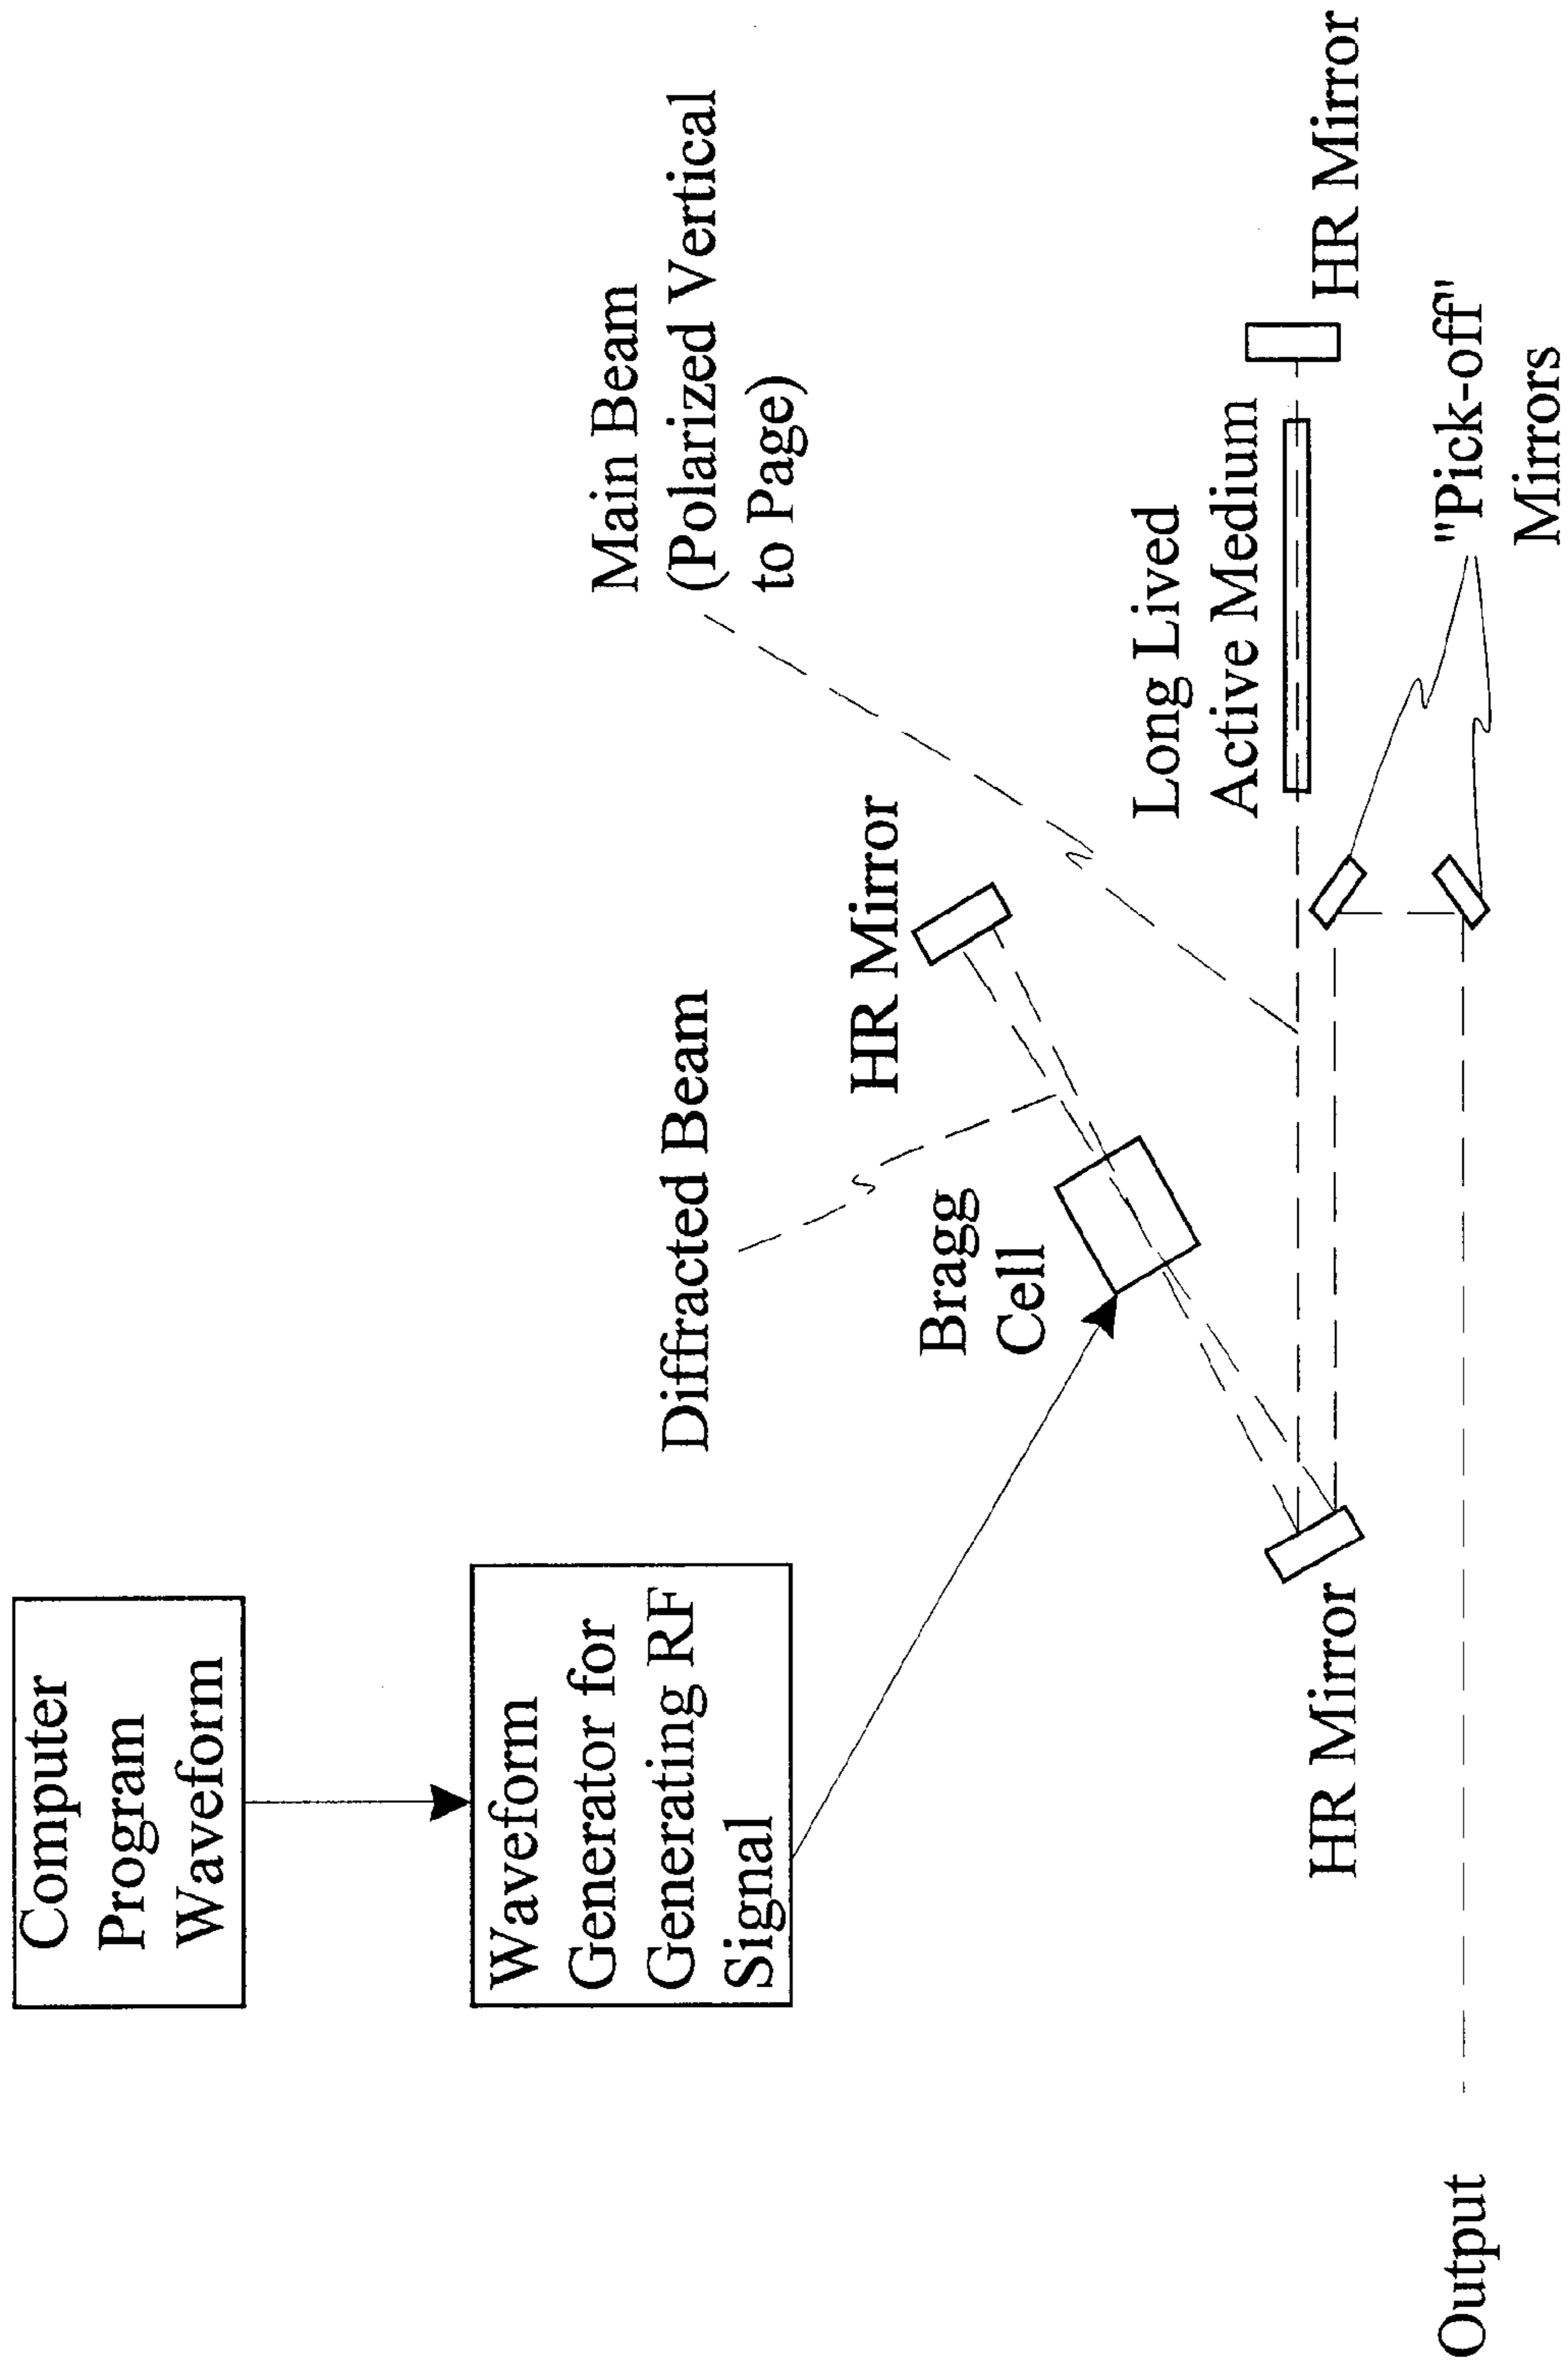 Computer
Program
Waveform
Waveform
Generator for
Generating RF
Signal
Diffracted Beam
Main Beam
(Polarized Vertical
to Page)
HR Mirror
Bragg
Cell
Long Lived
Active Medium
HR Mirror
HR Mirror
"Pick-off"
Mirrors
Output